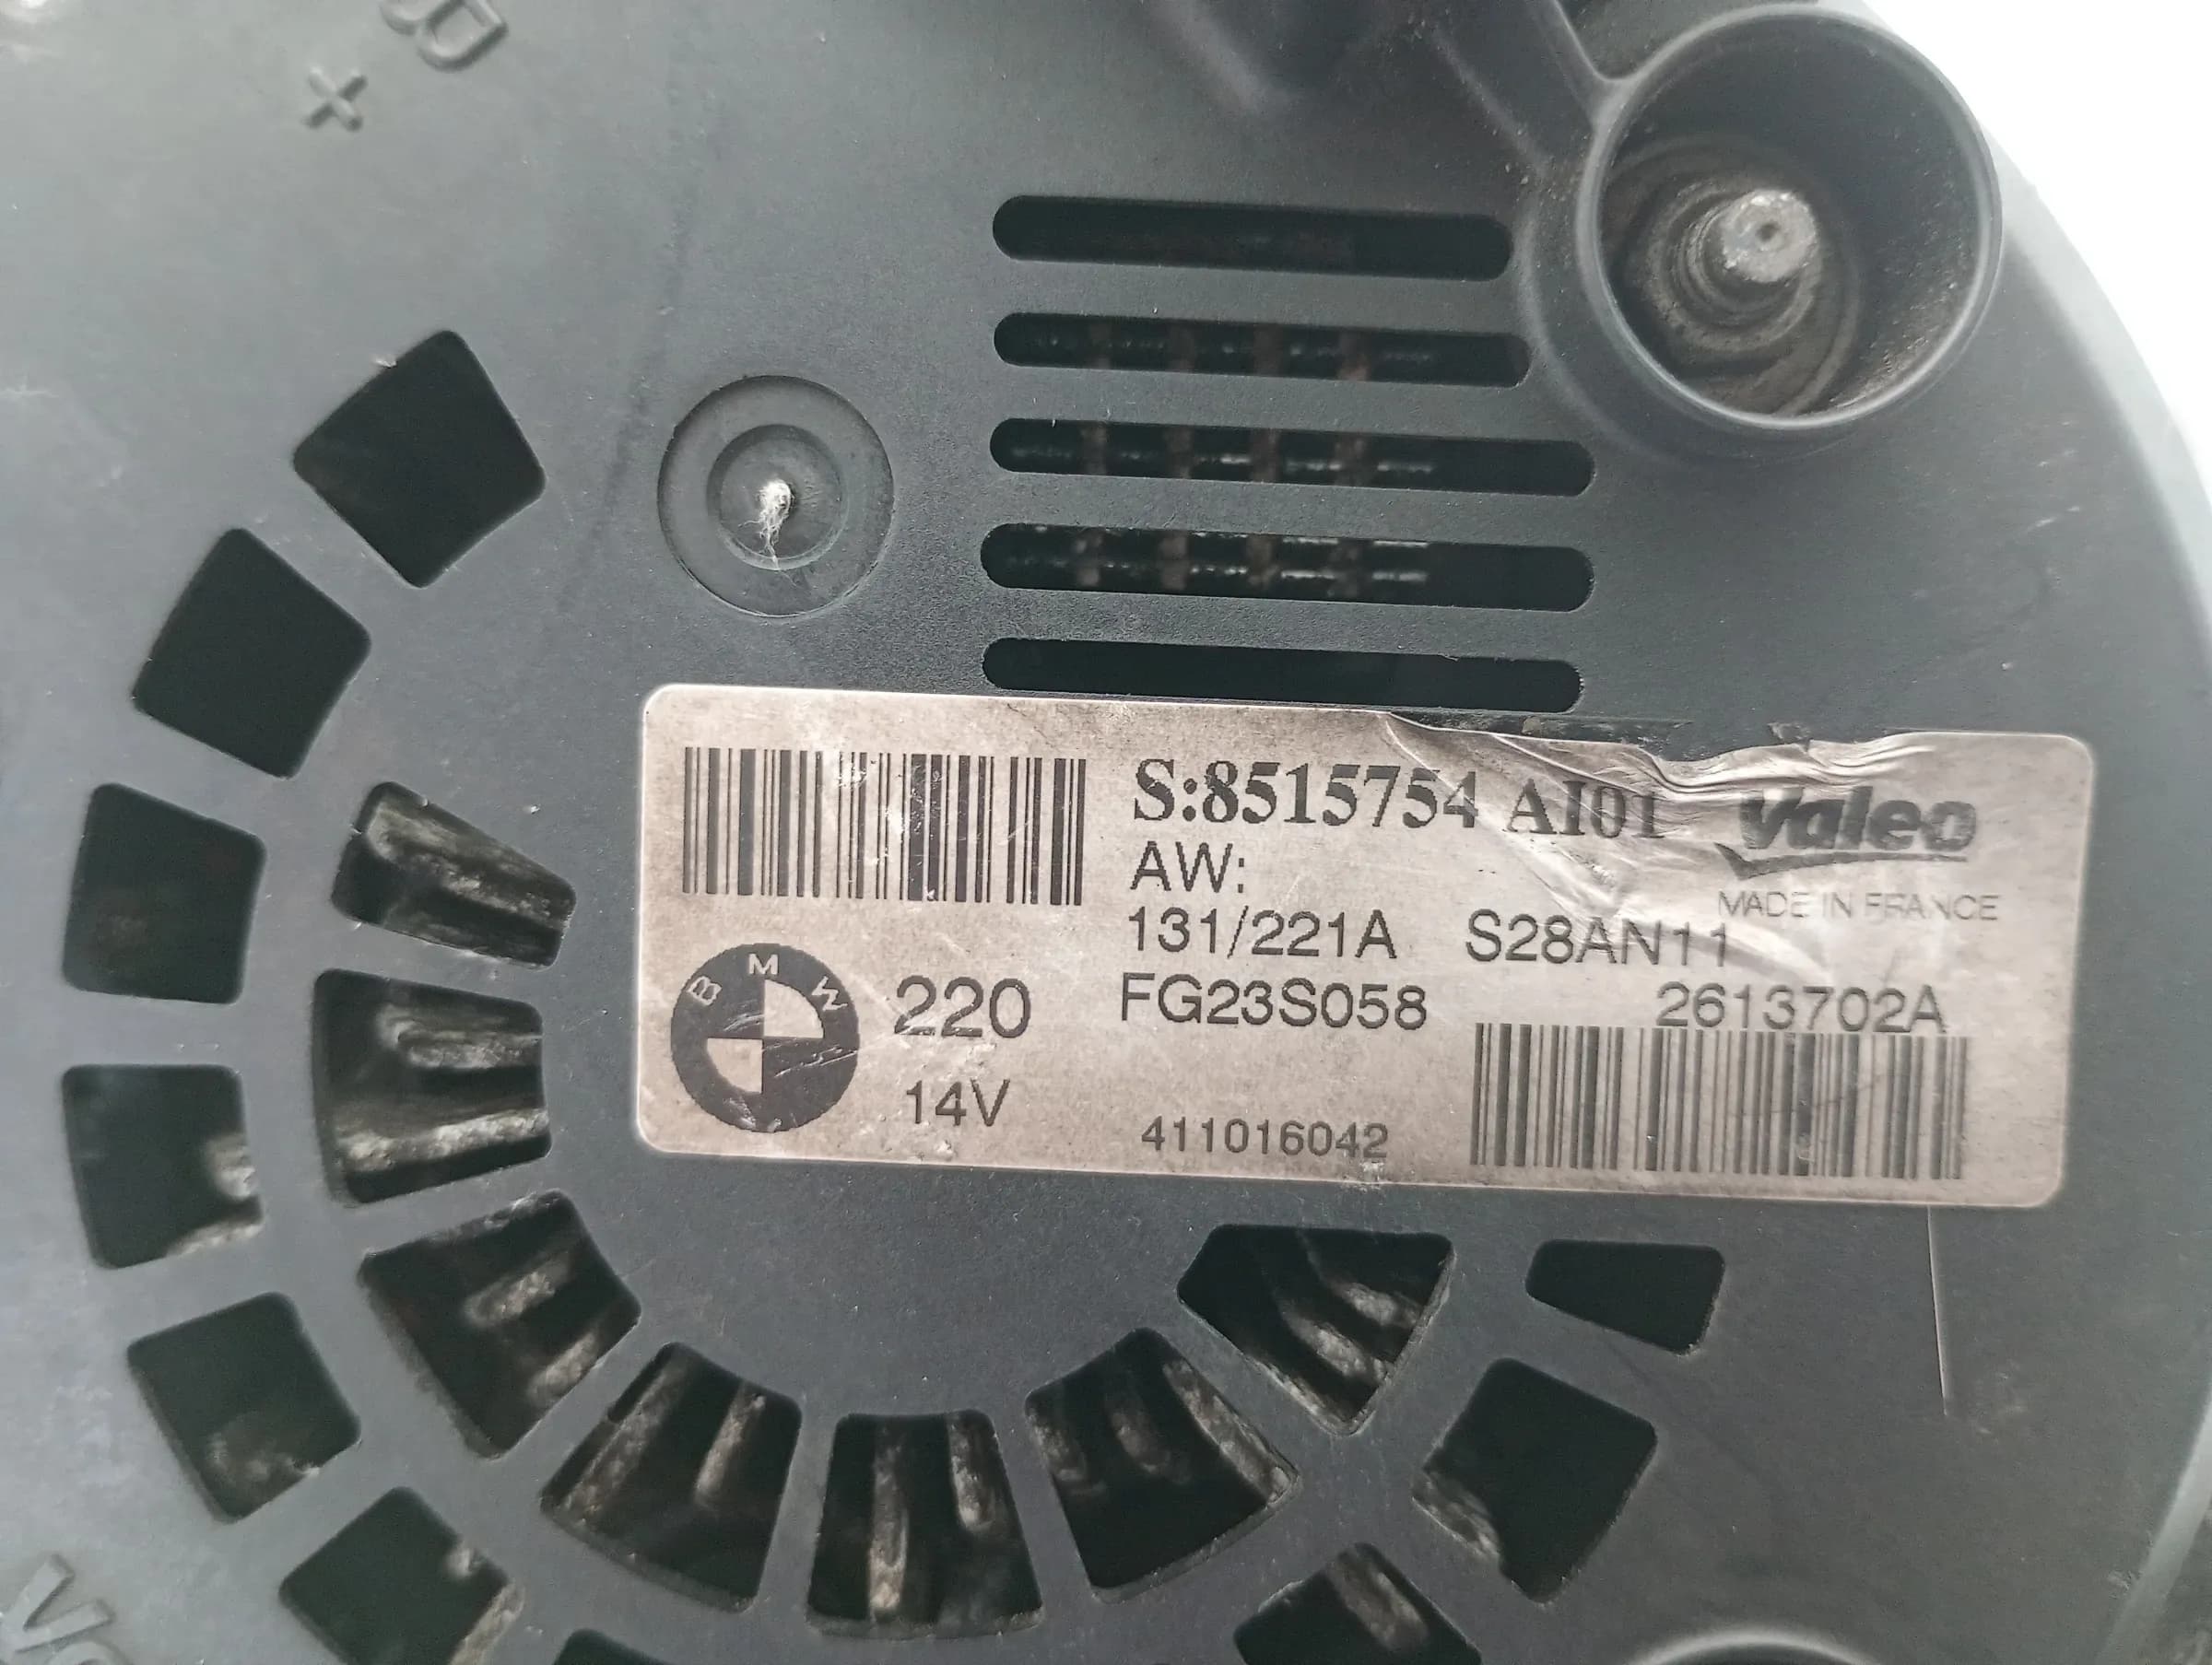 B
+
S:8515754 AI01
Valeo
AW:
MADE IN FRANCE
131/221A S28AN11
BMW
220
FG23S058
2613702A
14V
411016042